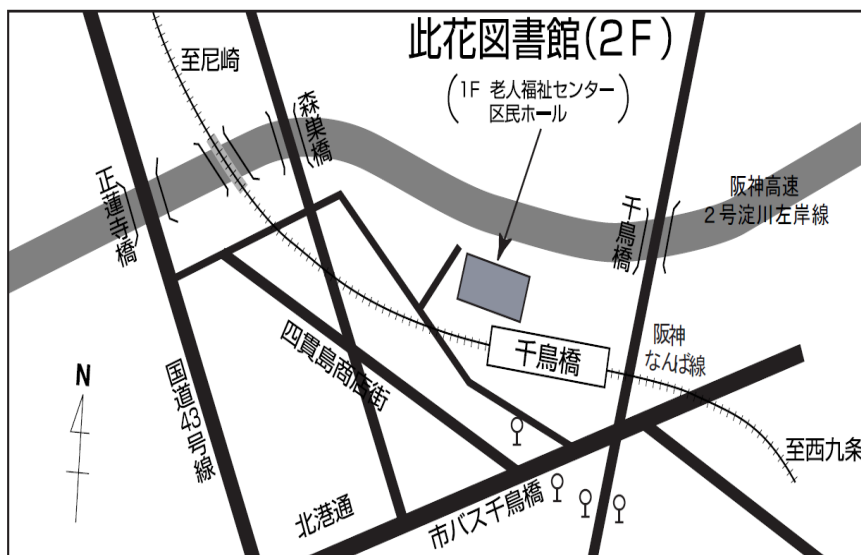 此花図書館(2F)
(1F 老人福祉センター
区民ホール)
至尼崎
森巣橋
正蓮寺橋
千鳥橋
阪神高速
2号淀川左岸線
四貫島商店街
千鳥橋
阪神
なんば線
N
国道43号線
至西九条
北港通
市バス千鳥橋